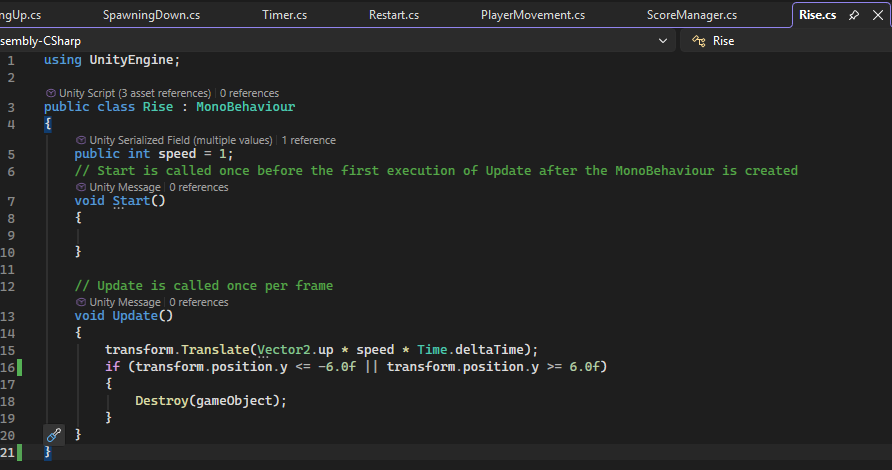 ngUp.cs SpawningDown.cs Timer.cs Restart.cs PlayerMovement.cs ScoreManager.cs Rise.cs
sembly-CSharp Rise
1 using UnityEngine;
2
Unity Script (3 asset references) | 0 references
3 public class Rise : MonoBehaviour
4 {
Unity Serialized Field (multiple values) | 1 reference
5 public int speed = 1;
6 // Start is called once before the first execution of Update after the MonoBehaviour is created
Unity Message | 0 references
7 void Start()
8 {
9
10 }
11
12 // Update is called once per frame
Unity Message | 0 references
13 void Update()
14 {
15 transform.Translate(Vector2.up * speed * Time.deltaTime);
16 if (transform.position.y <= -6.0f || transform.position.y >= 6.0f)
17 {
18 Destroy(gameObject);
19 }
20 }
21 }